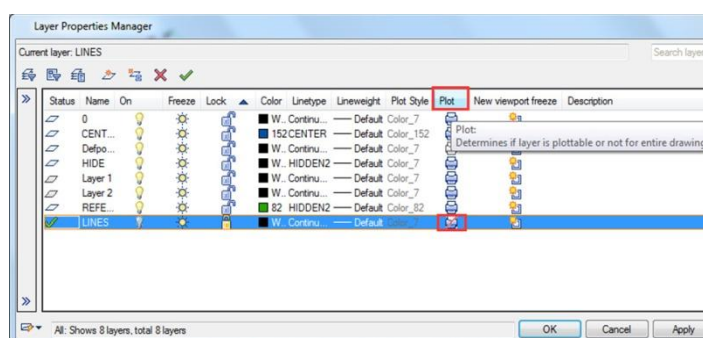 Layer Properties Manager
Current layer: LINES
Search layer
Status Name On Freeze Lock Color Linetype Lineweight Plot Style Plot New viewport freeze Description
0 W... Continu... Default Color_7
CENT... 152 CENTER Default Color_152
Defpo... W... Continu... Default Color_7
HIDE W... HIDDEN2 Default Color_7
Layer 1 W... Continu... Default Color_7
Layer 2 W... Continu... Default Color_7
REFE... 82 HIDDEN2 Default Color_82
LINES W... Continu... Default Color_7
Plot:
Determines if layer is plottable or not for entire drawing
All: Shows 8 layers, total 8 layers
OK Cancel Apply